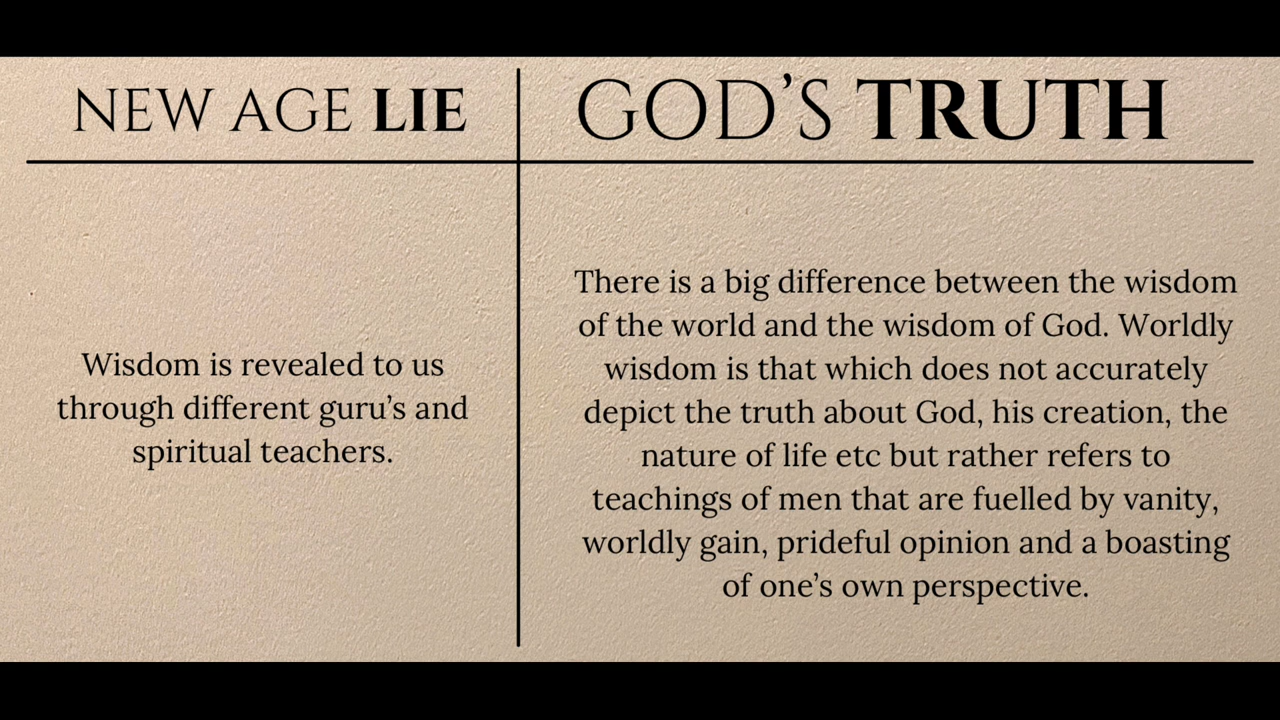 NEW AGE LIE
GOD'S TRUTH
Wisdom is revealed to us
through different guru's and
spiritual teachers.
There is a big difference between the wisdom
of the world and the wisdom of God. Worldly
wisdom is that which does not accurately
depict the truth about God, his creation, the
nature of life etc but rather refers to
teachings of men that are fuelled by vanity,
worldly gain, prideful opinion and a boasting
of one's own perspective.